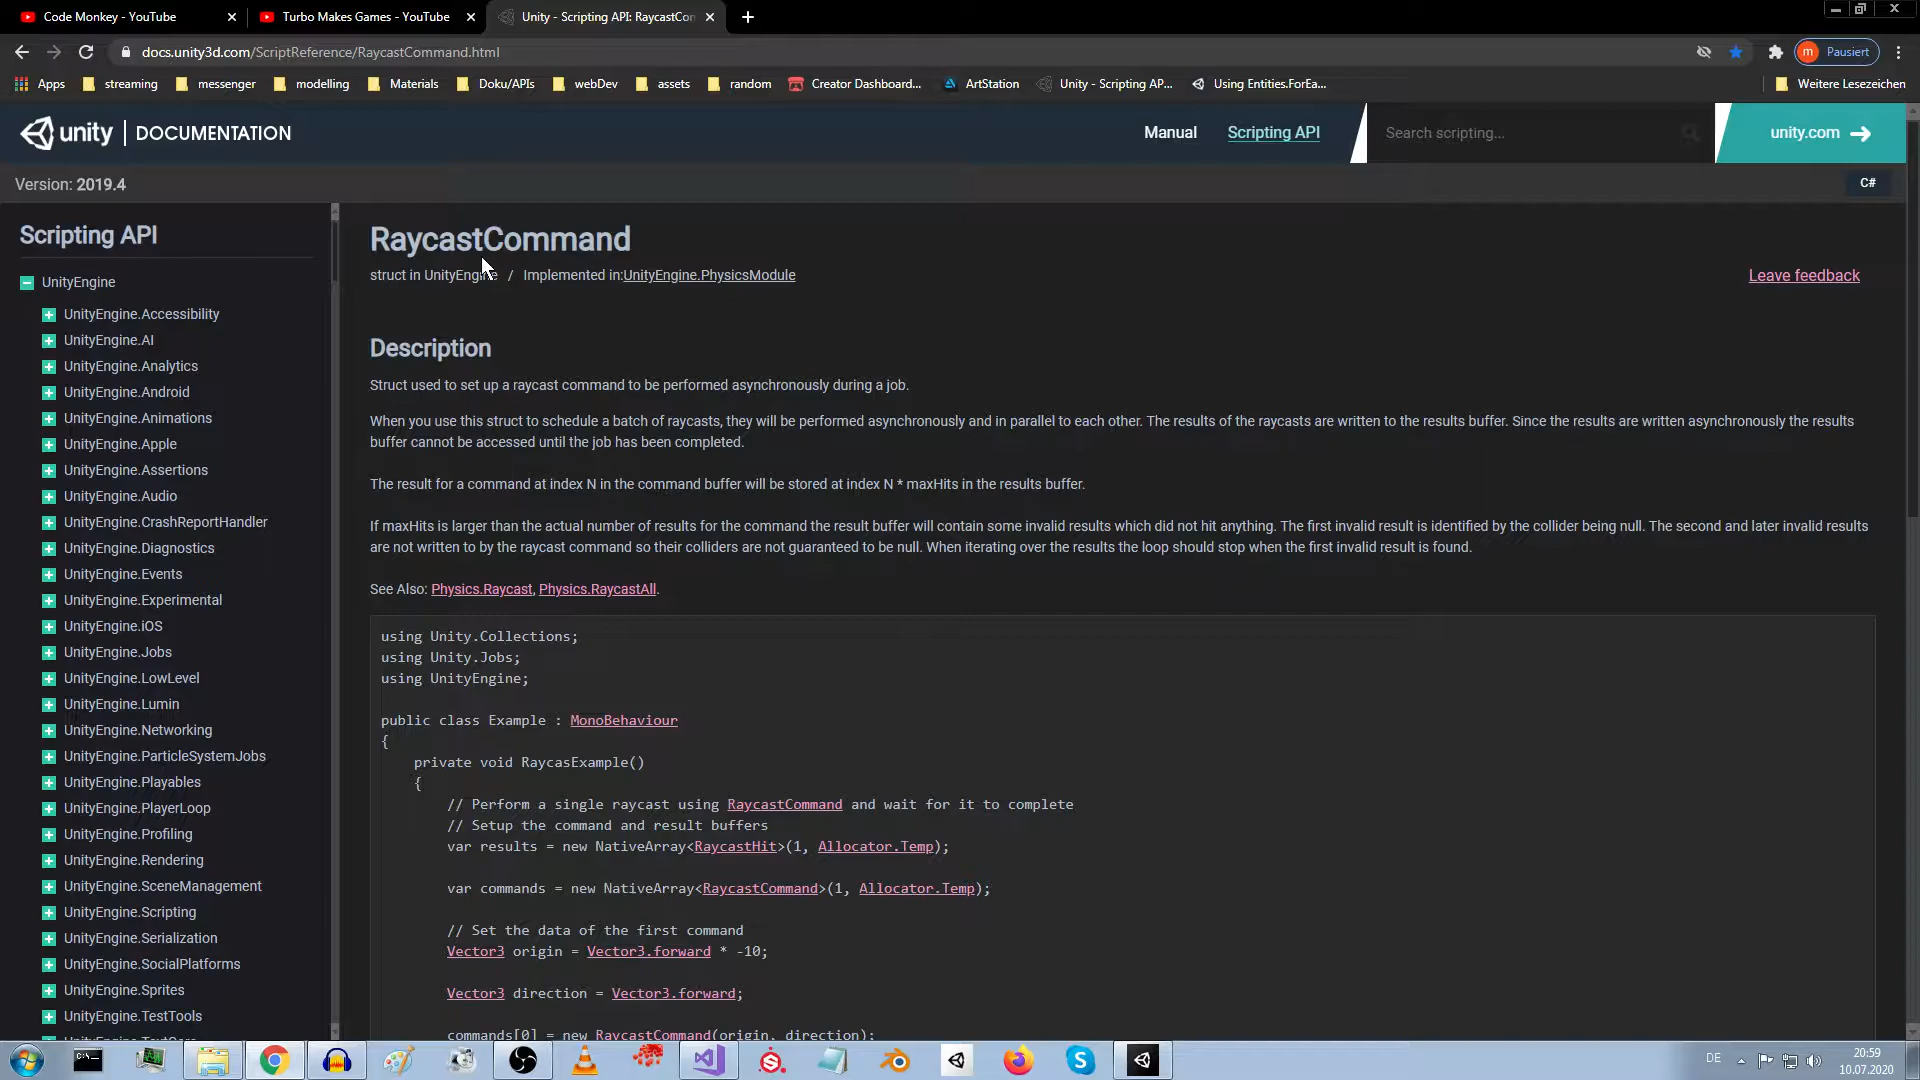 Code Monkey - YouTube
Turbo Makes Games - YouTube
Unity - Scripting API: RaycastCon
docs.unity3d.com/ScriptReference/RaycastCommand.html
m Pausiert
Apps streaming messenger modelling Materials Doku/APIs webDev assets random Creator Dashboard... ArtStation Unity - Scripting AP... Using Entities.ForEa... Weitere Lesezeichen
unity DOCUMENTATION
Manual Scripting API Search scripting... unity.com
Version: 2019.4
C#
Scripting API
UnityEngine
UnityEngine.Accessibility
UnityEngine.AI
UnityEngine.Analytics
UnityEngine.Android
UnityEngine.Animations
UnityEngine.Apple
UnityEngine.Assertions
UnityEngine.Audio
UnityEngine.CrashReportHandler
UnityEngine.Diagnostics
UnityEngine.Events
UnityEngine.Experimental
UnityEngine.iOS
UnityEngine.Jobs
UnityEngine.LowLevel
UnityEngine.Lumin
UnityEngine.Networking
UnityEngine.ParticleSystemJobs
UnityEngine.Playables
UnityEngine.PlayerLoop
UnityEngine.Profiling
UnityEngine.Rendering
UnityEngine.SceneManagement
UnityEngine.Scripting
UnityEngine.Serialization
UnityEngine.SocialPlatforms
UnityEngine.Sprites
UnityEngine.TestTools
RaycastCommand
struct in UnityEngine / Implemented in:UnityEngine.PhysicsModule
Leave feedback
Description
Struct used to set up a raycast command to be performed asynchronously during a job.
When you use this struct to schedule a batch of raycasts, they will be performed asynchronously and in parallel to each other. The results of the raycasts are written to the results buffer. Since the results are written asynchronously the results
buffer cannot be accessed until the job has been completed.
The result for a command at index N in the command buffer will be stored at index N * maxHits in the results buffer.
If maxHits is larger than the actual number of results for the command the result buffer will contain some invalid results which did not hit anything. The first invalid result is identified by the collider being null. The second and later invalid results
are not written to by the raycast command so their colliders are not guaranteed to be null. When iterating over the results the loop should stop when the first invalid result is found.
See Also: Physics.Raycast, Physics.RaycastAll.
using Unity.Collections;
using Unity.Jobs;
using UnityEngine;
public class Example : MonoBehaviour
{
private void RaycasExample()
{
// Perform a single raycast using RaycastCommand and wait for it to complete
// Setup the command and result buffers
var results = new NativeArray<RaycastHit>(1, Allocator.Temp);
var commands = new NativeArray<RaycastCommand>(1, Allocator.Temp);
// Set the data of the first command
Vector3 origin = Vector3.forward * -10;
Vector3 direction = Vector3.forward;
commands[0] = new RaycastCommand(origin, direction);
DE
20:59
10.07.2020